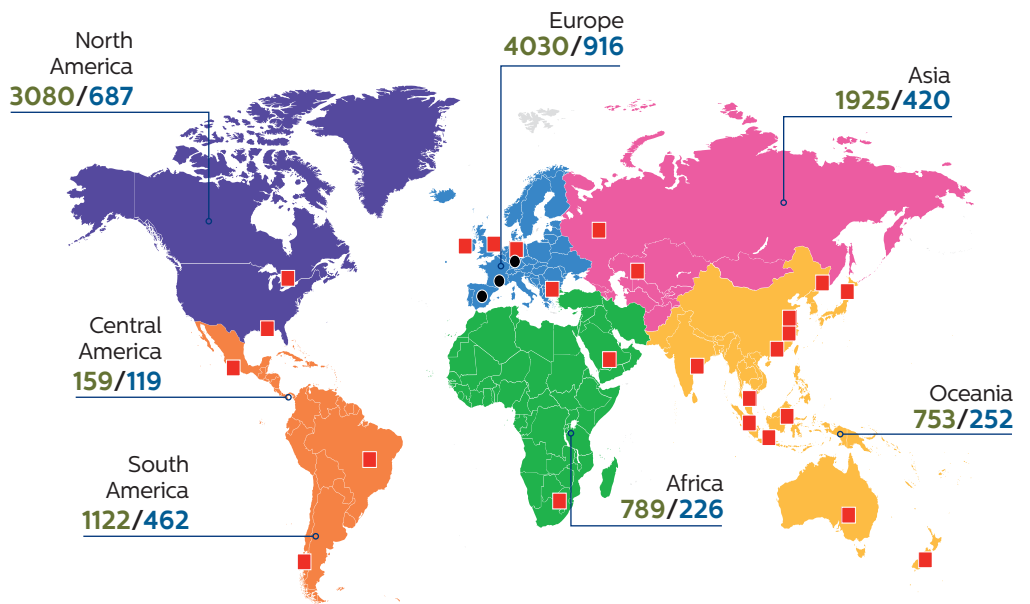 North
America
3080/687
Europe
4030/916
Asia
1925/420
Central
America
159/119
Oceania
753/252
South
America
1122/462
Africa
789/226